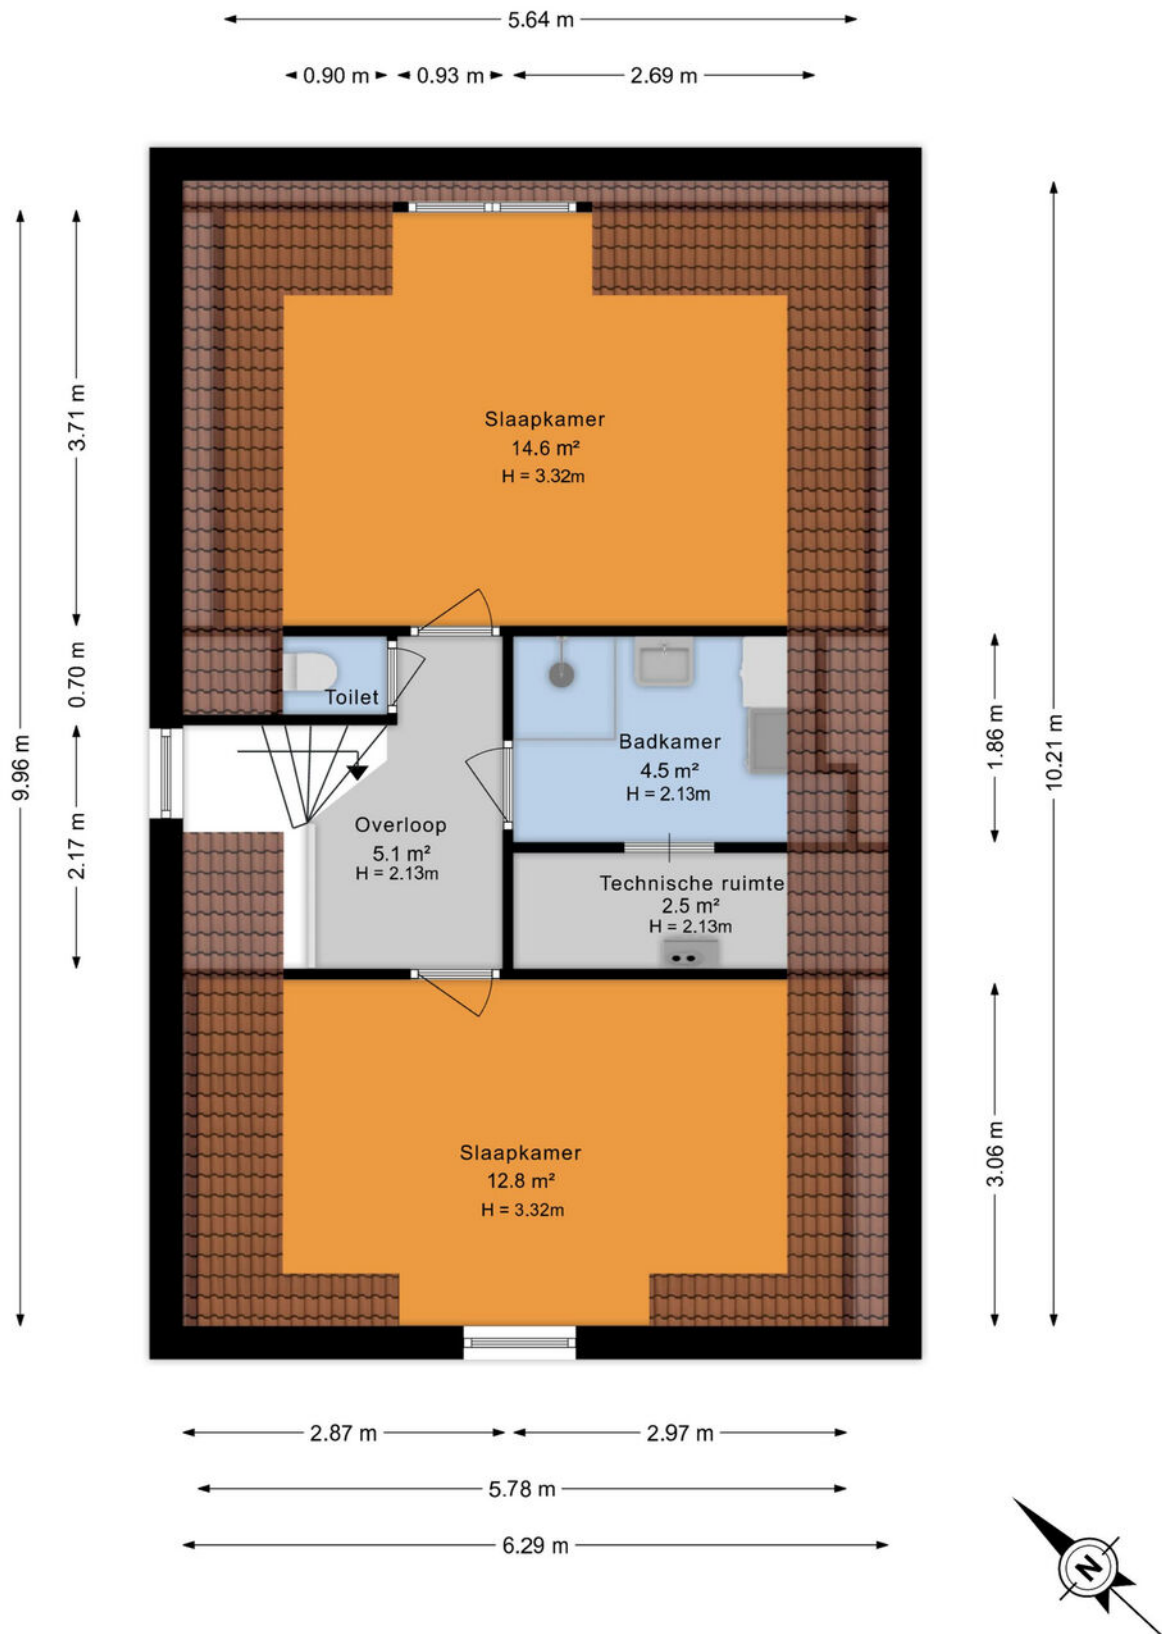 5.64 m
0.90 m
0.93 m
2.69 m
Slaapkamer
14.6 m²
H = 3.32m
3.71 m
0.70 m
2.17 m
9.96 m
Toilet
Badkamer
4.5 m²
H = 2.13m
Overloop
5.1 m²
H = 2.13m
Technische ruimte
2.5 m²
H = 2.13m
1.86 m
10.21 m
3.06 m
Slaapkamer
12.8 m²
H = 3.32m
2.87 m
2.97 m
5.78 m
6.29 m
N